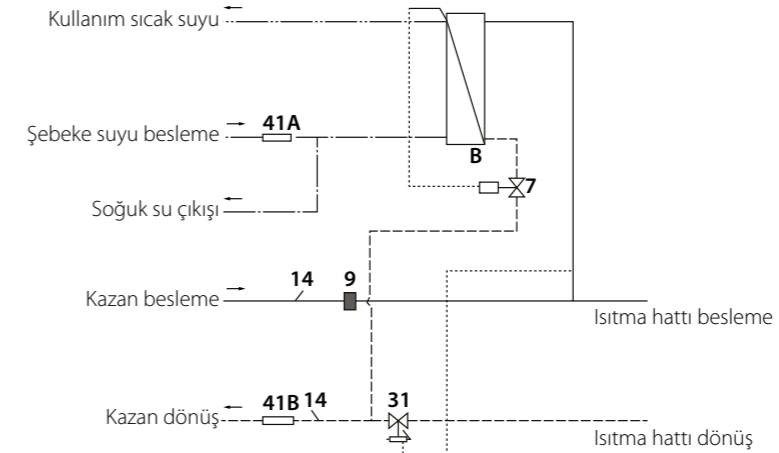 Kullanım sıcak suyu
Şebeke suyu besleme
41A
B
7
Soğuk su çıkışı
Kazan besleme
14
9
Isıtma hattı besleme
Kazan dönüş
41B
14
31
Isıtma hattı dönüş